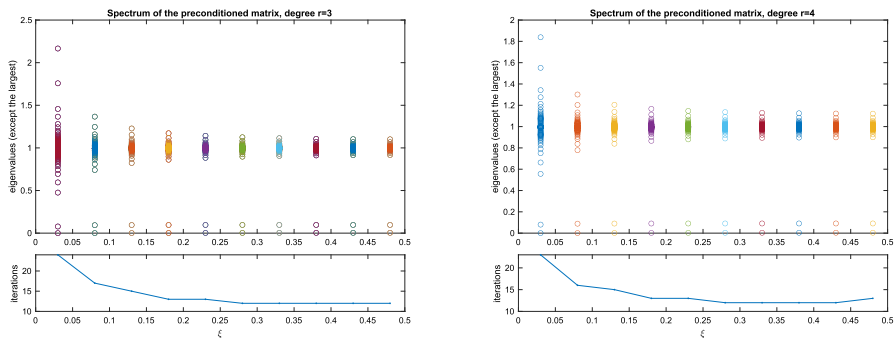 Spectrum of the preconditioned matrix, degree r=3
eigenvalues (except the largest)
2.5
2
1.5
1
0.5
0
0 0.05 0.1 0.15 0.2 0.25 0.3 0.35 0.4 0.45 0.5
iterations
20
10
0 0.05 0.1 0.15 0.2 0.25 0.3 0.35 0.4 0.45 0.5
ξ
Spectrum of the preconditioned matrix, degree r=4
eigenvalues (except the largest)
2
1.8
1.6
1.4
1.2
1
0.8
0.6
0.4
0.2
0
0 0.05 0.1 0.15 0.2 0.25 0.3 0.35 0.4 0.45 0.5
iterations
20
10
0 0.05 0.1 0.15 0.2 0.25 0.3 0.35 0.4 0.45 0.5
ξ